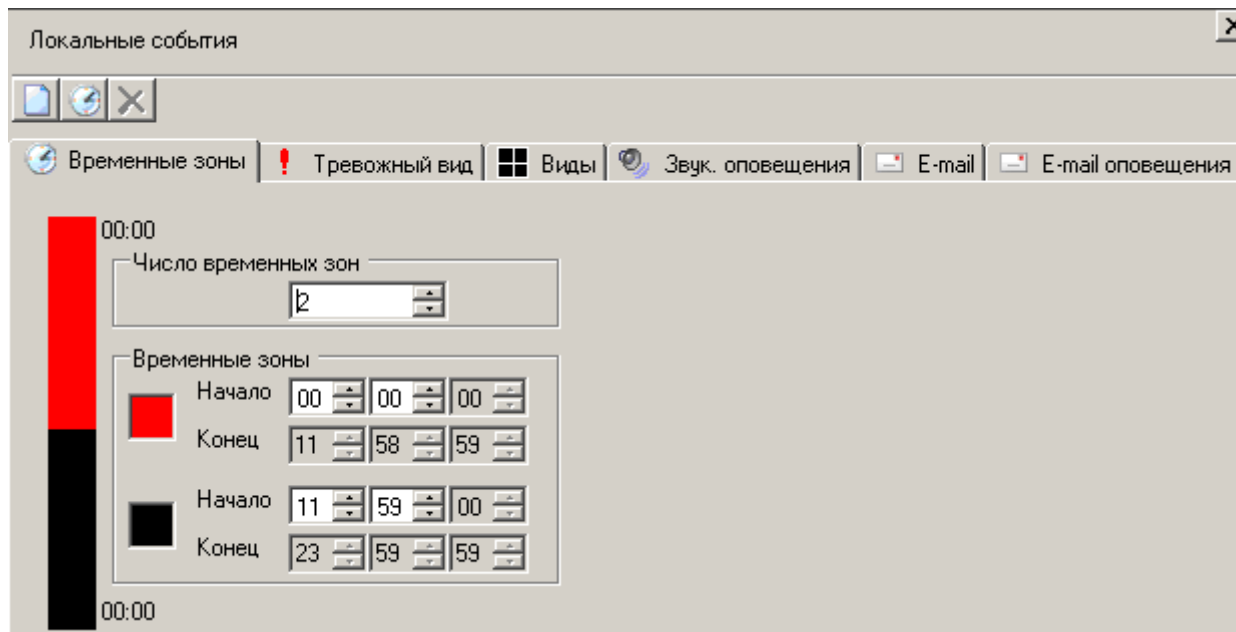 Локальные события
Временные зоны Тревожный вид Виды Звук. оповещения E-mail E-mail оповещения
00:00
Число временных зон
2
Временные зоны
Начало 00 00 00
Конец 11 58 59
Начало 11 59 00
Конец 23 59 59
00:00